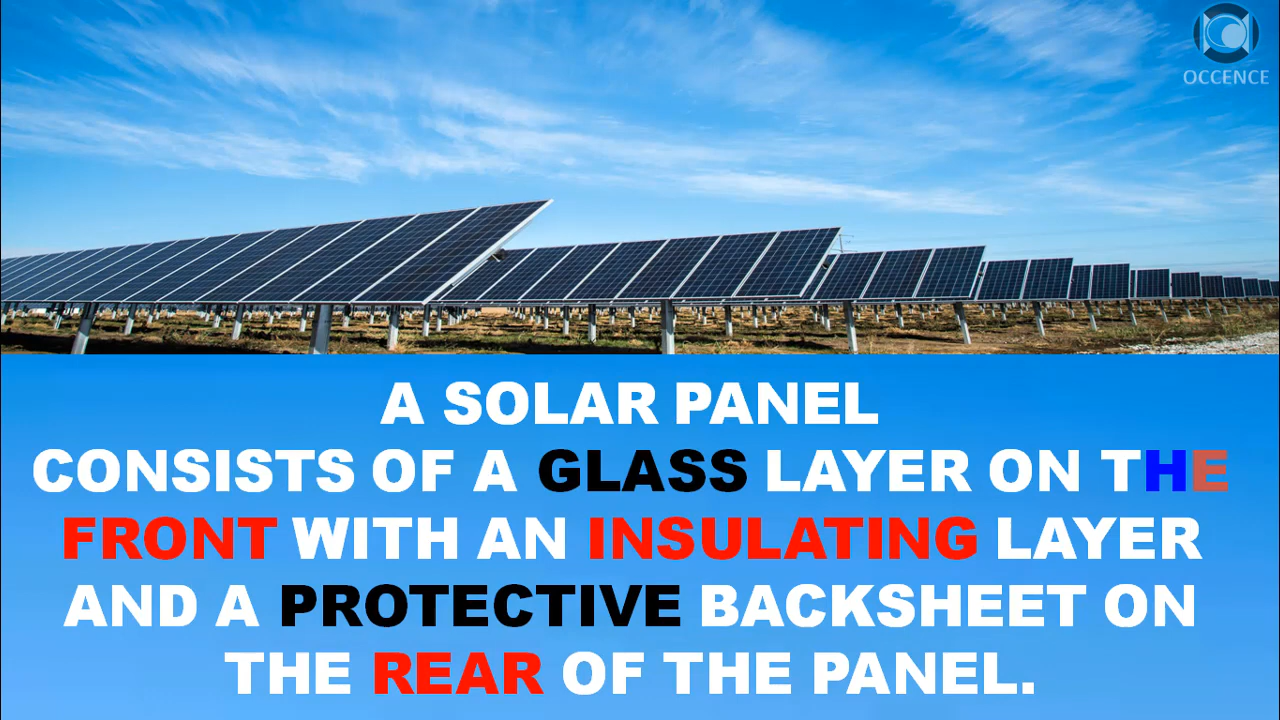 OCCENCE
A SOLAR PANEL
CONSISTS OF A GLASS LAYER ON THE
FRONT WITH AN INSULATING LAYER
AND A PROTECTIVE BACKSHEET ON
THE REAR OF THE PANEL.